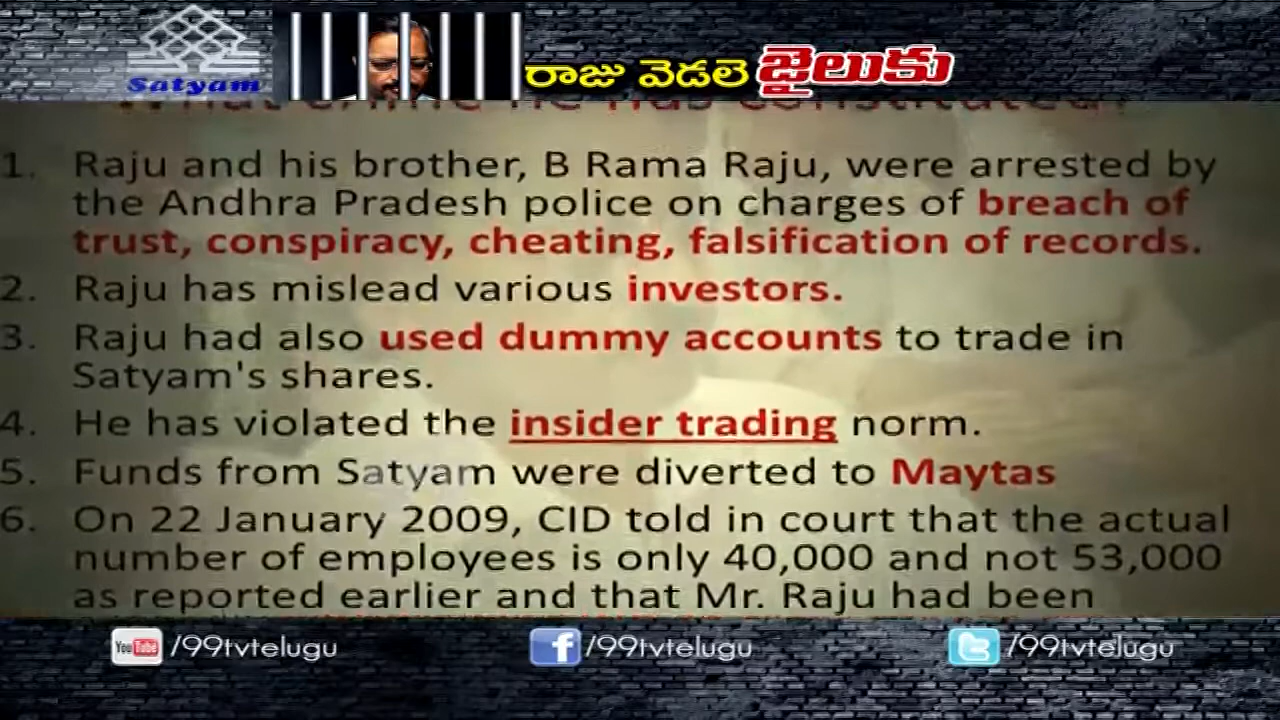 Satyam
రాజు వెడలె జైలుకు
1. Raju and his brother, B Rama Raju, were arrested by
the Andhra Pradesh police on charges of breach of
trust, conspiracy, cheating, falsification of records.
2. Raju has mislead various investors.
3. Raju had also used dummy accounts to trade in
Satyam's shares.
4. He has violated the insider trading norm.
5. Funds from Satyam were diverted to Maytas
6. On 22 January 2009, CID told in court that the actual
number of employees is only 40,000 and not 53,000
as reported earlier and that Mr. Raju had been
YouTube /99tvtelugu
f /99tvtelugu
t /99tvtelugu